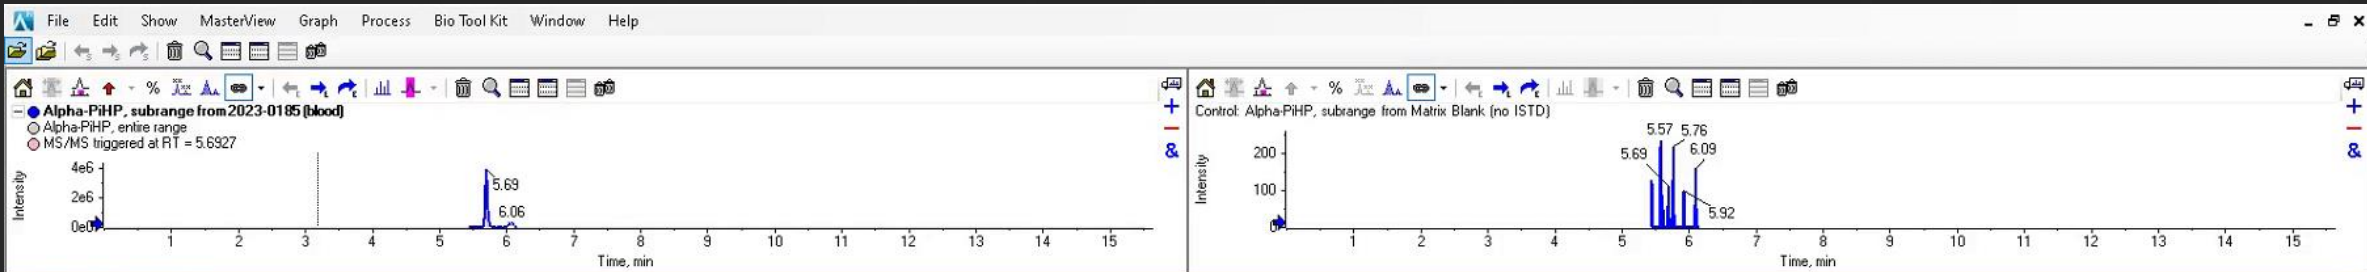 File Edit Show MasterView Graph Process Bio Tool Kit Window Help
%
Alpha-PiHP, subrange from 2023-0185 (blood)
Alpha-PiHP, entire range
MS/MS triggered at RT = 5.6927
Intensity
4e6
2e6
0e0
5.69
6.06
1 2 3 4 5 6 7 8 9 10 11 12 13 14 15
Time, min
&
%
Control: Alpha-PiHP, subrange from Matrix Blank (no ISTD)
Intensity
200
100
0
5.57 5.76
5.69
6.09
5.92
1 2 3 4 5 6 7 8 9 10 11 12 13 14 15
Time, min
&